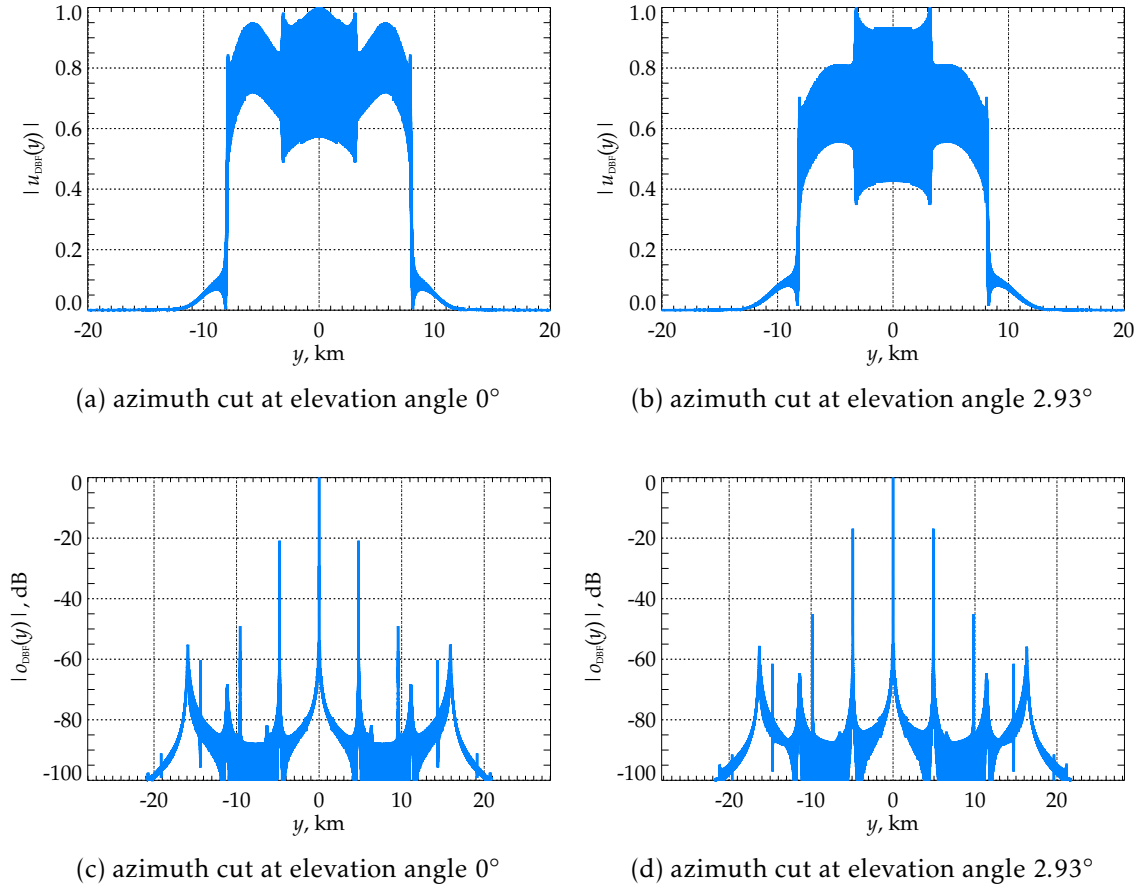 1.0
0.8
0.6
0.4
0.2
0.0
| u_DBF(y) |
-20 -10 0 10 20
y, km
(a) azimuth cut at elevation angle 0°
1.0
0.8
0.6
0.4
0.2
0.0
| u_DBF(y) |
-20 -10 0 10 20
y, km
(b) azimuth cut at elevation angle 2.93°
0
-20
-40
-60
-80
-100
| o_DBF(y) |, dB
-20 -10 0 10 20
y, km
(c) azimuth cut at elevation angle 0°
0
-20
-40
-60
-80
-100
| o_DBF(y) |, dB
-20 -10 0 10 20
y, km
(d) azimuth cut at elevation angle 2.93°